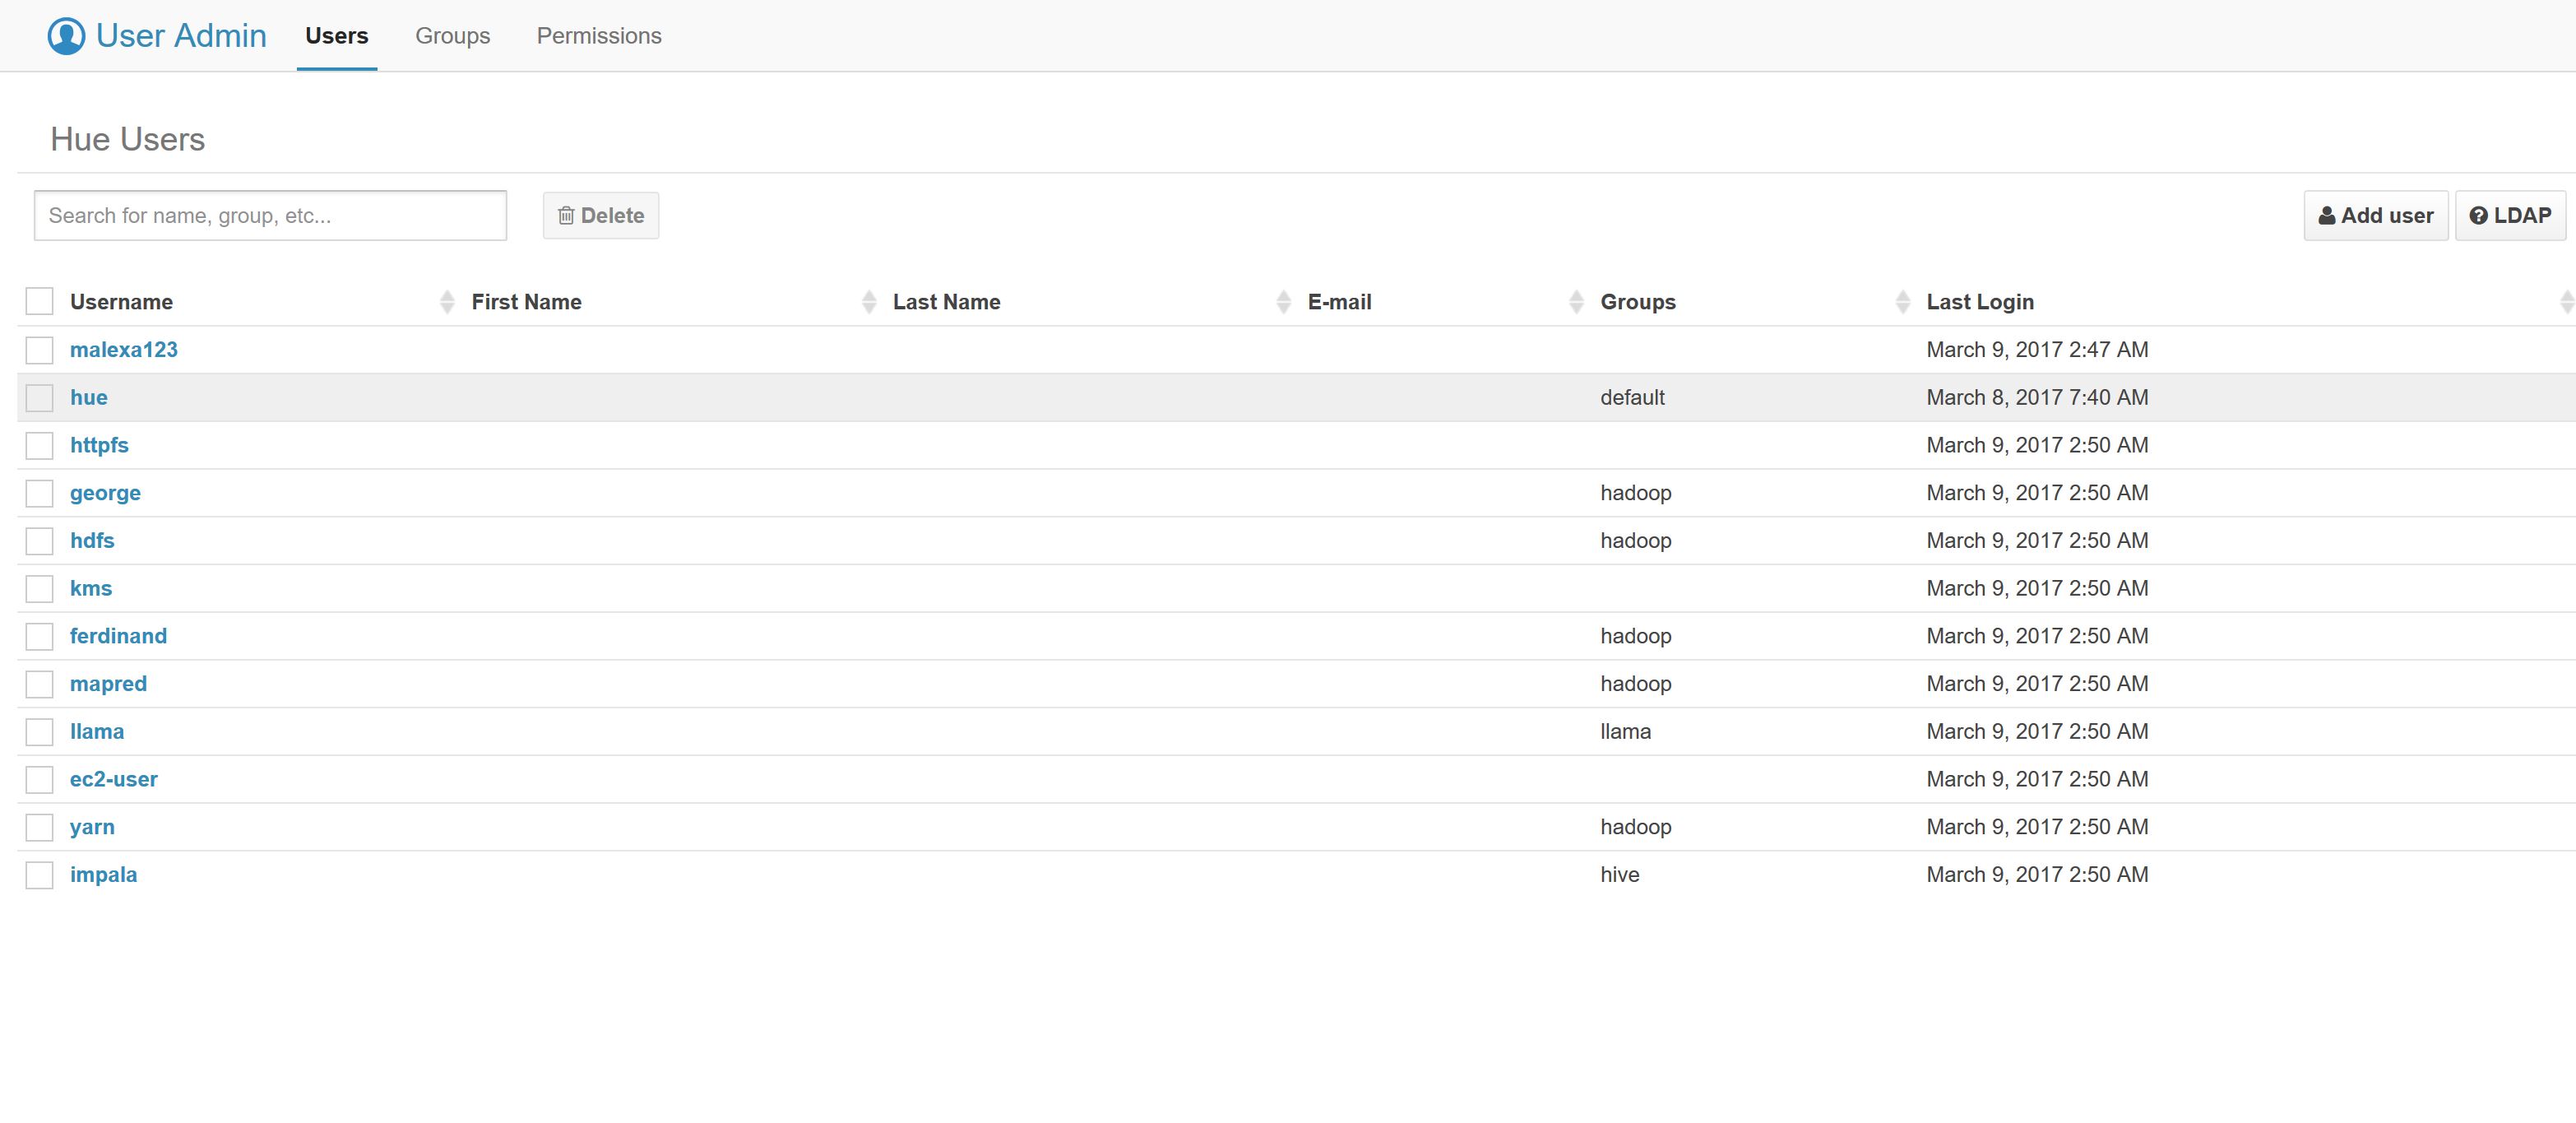 User Admin Users Groups Permissions
Hue Users
Search for name, group, etc... Delete Add user LDAP
Username First Name Last Name E-mail Groups Last Login
malexa123 March 9, 2017 2:47 AM
hue default March 8, 2017 7:40 AM
httpfs March 9, 2017 2:50 AM
george hadoop March 9, 2017 2:50 AM
hdfs hadoop March 9, 2017 2:50 AM
kms March 9, 2017 2:50 AM
ferdinand hadoop March 9, 2017 2:50 AM
mapred hadoop March 9, 2017 2:50 AM
llama llama March 9, 2017 2:50 AM
ec2-user March 9, 2017 2:50 AM
yarn hadoop March 9, 2017 2:50 AM
impala hive March 9, 2017 2:50 AM